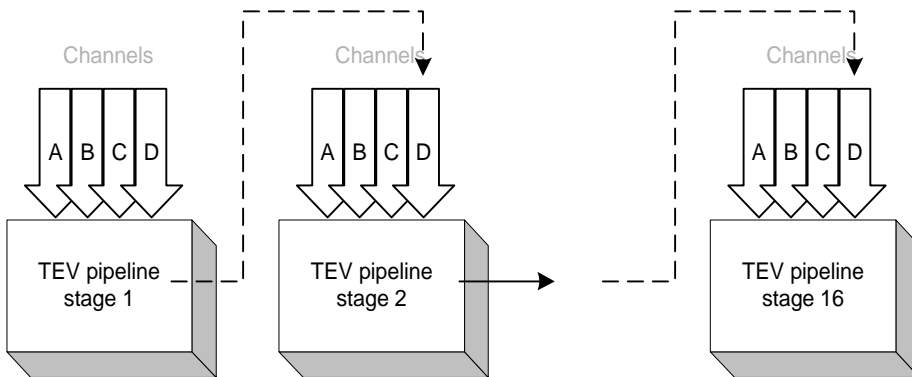 Channels
Channels
Channels
A B C D
A B C D
A B C D
TEV pipeline
stage 1
TEV pipeline
stage 2
TEV pipeline
stage 16